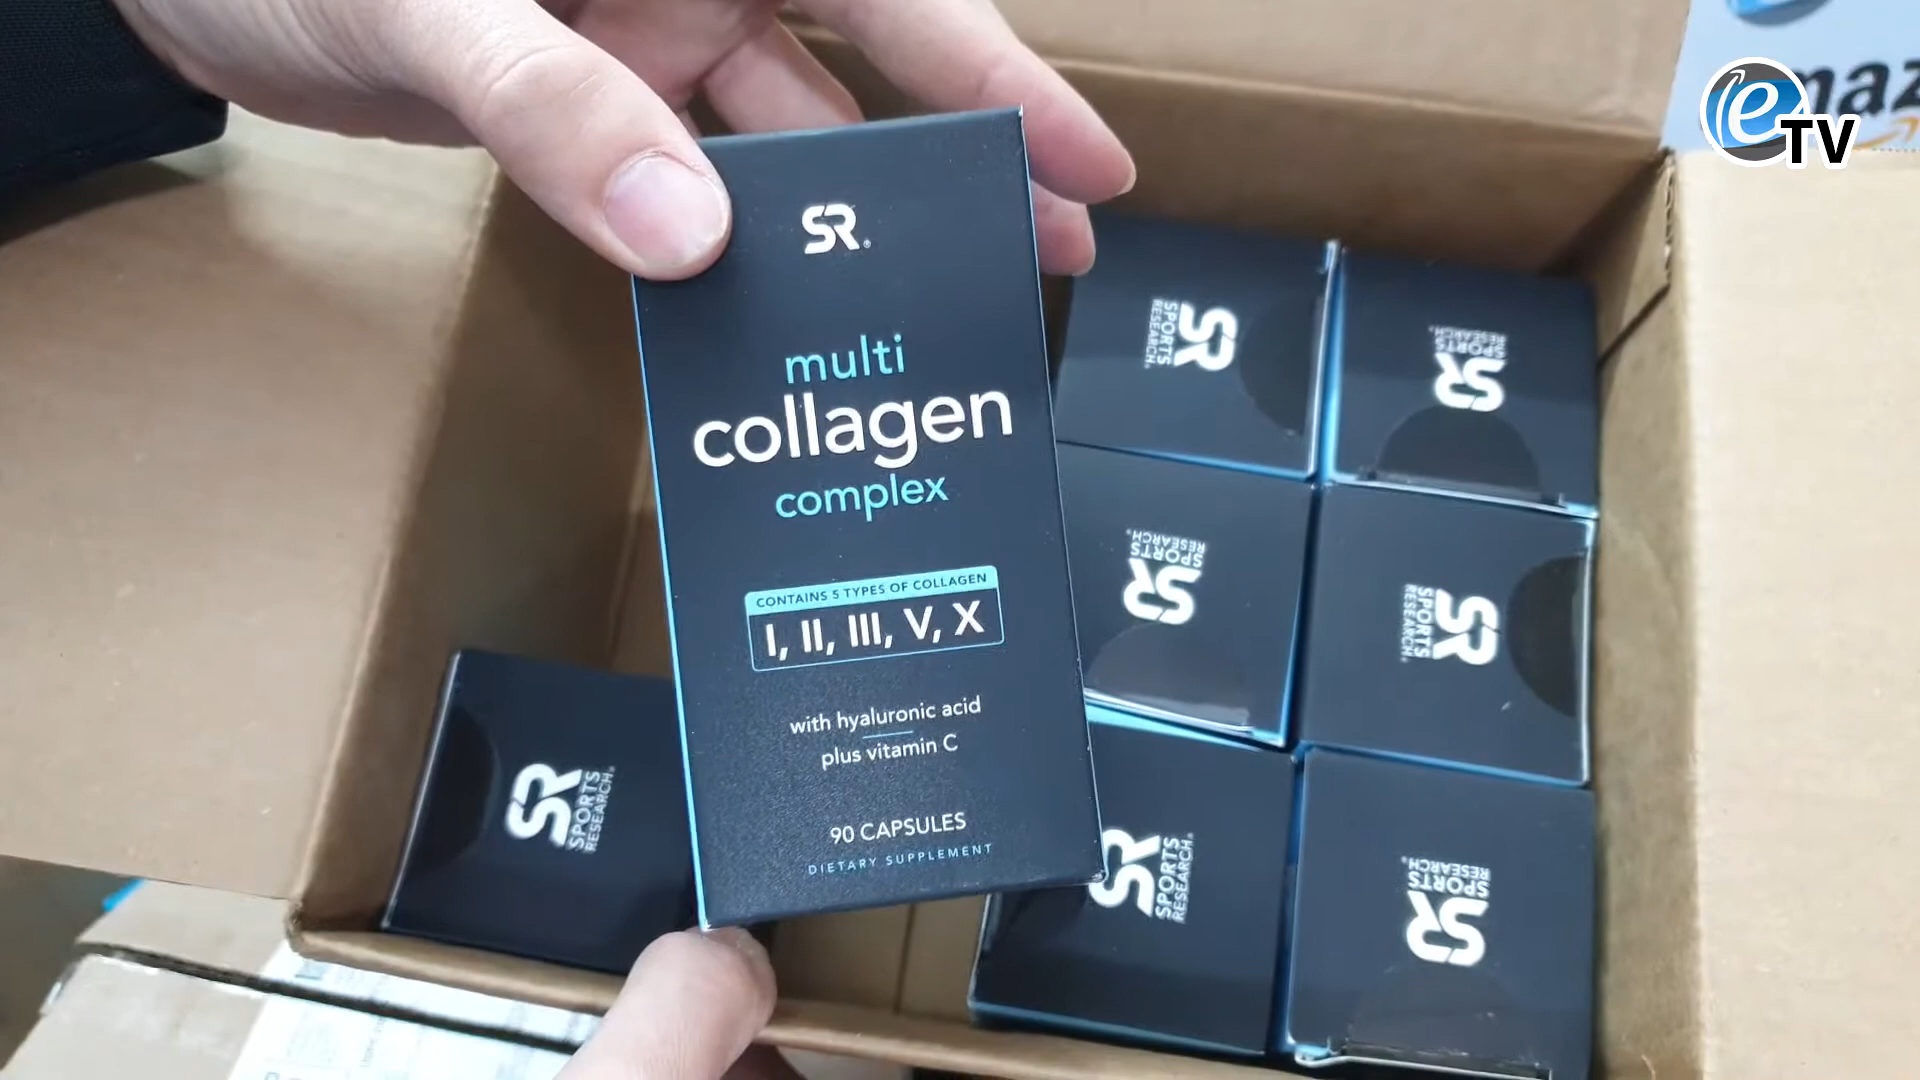 maz
e
TV
SR®
multi
collagen
complex
CONTAINS 5 TYPES OF COLLAGEN
I, II, III, V, X
with hyaluronic acid
plus vitamin C
90 CAPSULES
DIETARY SUPPLEMENT
SR
SPORTS
RESEARCH®
SR
SPORTS
RESEARCH®
SR
SPORTS
RESEARCH®
SR
SPORTS
RESEARCH®
SR
SPORTS
RESEARCH®
SR
SPORTS
RESEARCH®
SR
SPORTS
RESEARCH®